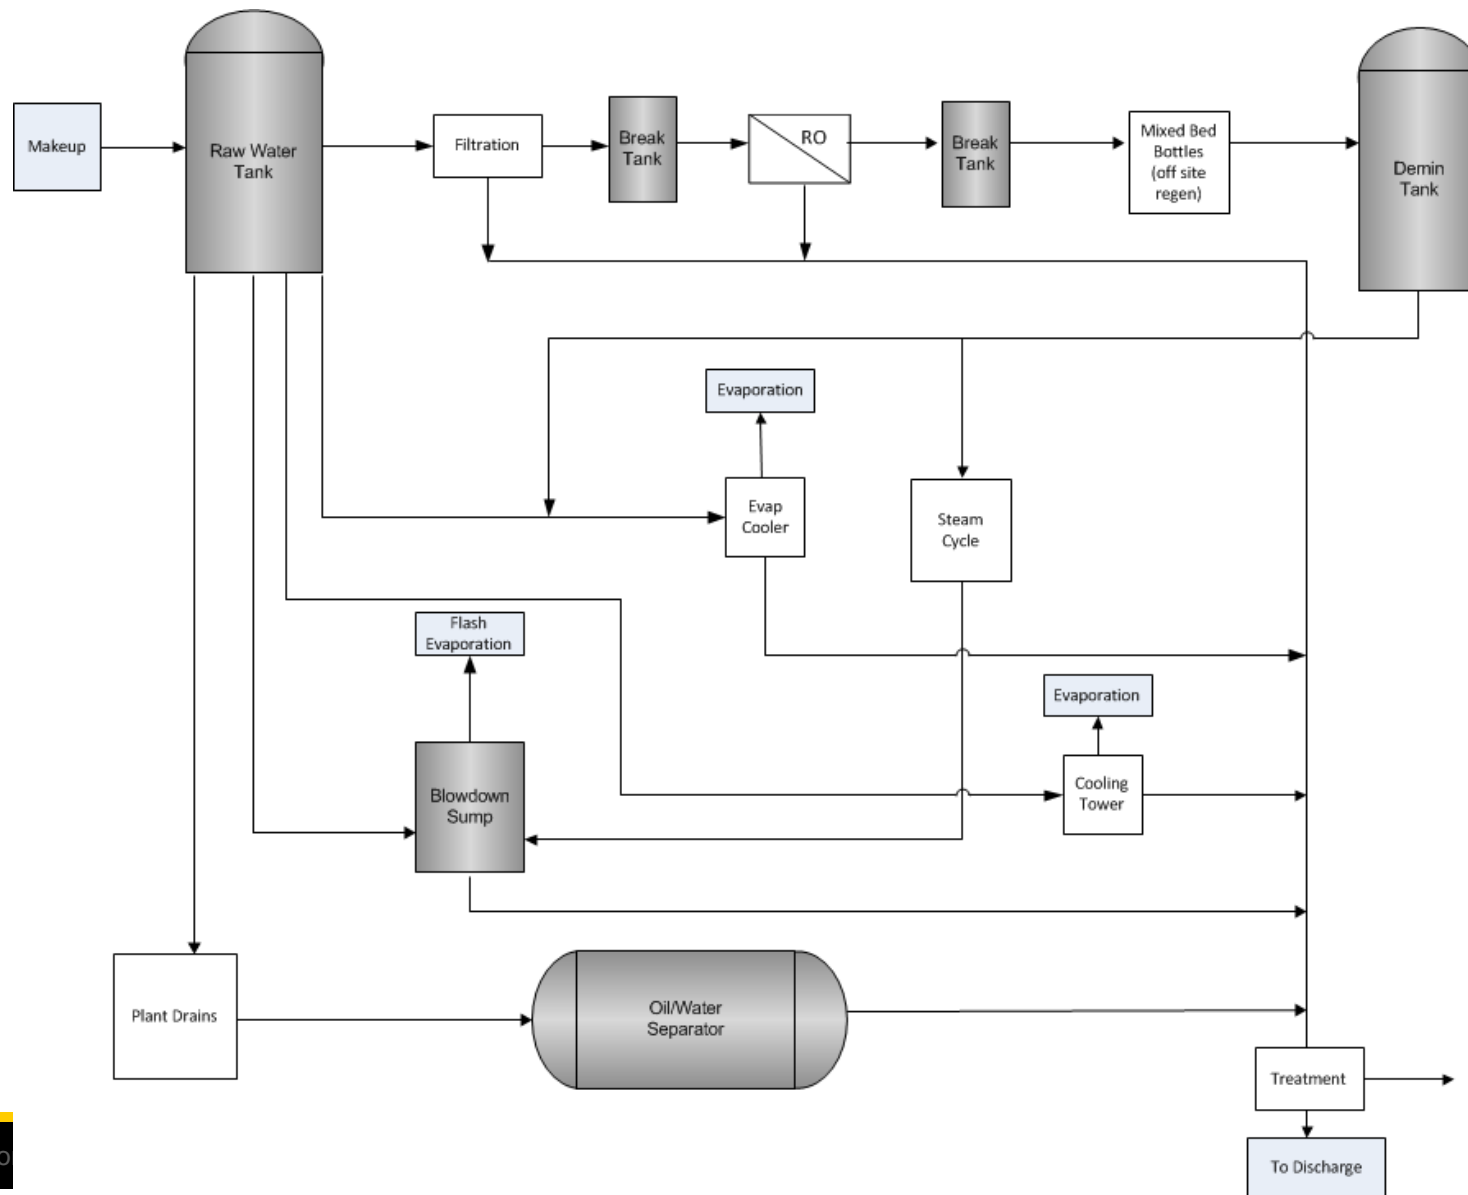 Makeup
Raw Water
Tank
Filtration
Break
Tank
RO
Break
Tank
Mixed Bed
Bottles
(off site
regen)
Demin
Tank
Evaporation
Evap
Cooler
Steam
Cycle
Flash
Evaporation
Evaporation
Blowdown
Sump
Cooling
Tower
Plant Drains
Oil/Water
Separator
Treatment
To Discharge